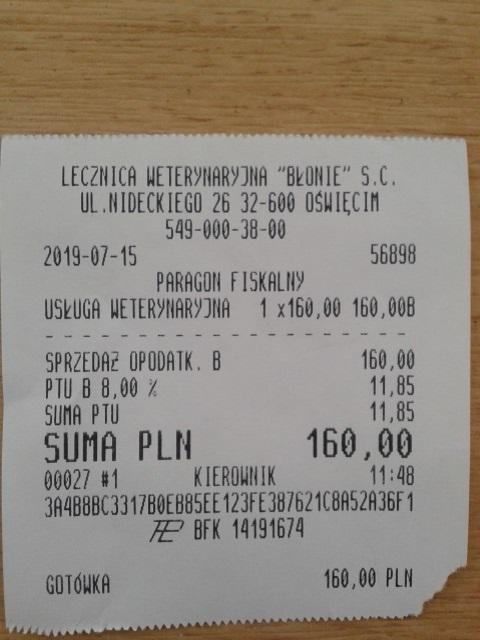 LECZNICA WETERYNARYJNA "BŁONIE" S.C.
UL.NIDECKIEGO 26 32-600 OŚWIĘCIM
549-000-38-00
2019-07-15 56898
PARAGON FISKALNY
USŁUGA WETERYNARYJNA 1 x160,00 160,00B
SPRZEDAŻ OPODATK. B 160,00
PTU B 8,00 % 11,85
SUMA PTU 11,85
SUMA PLN 160,00
00027 #1 KIEROWNIK 11:48
3A4B8BC3317B0EB85EE123FE387621C8A52A36F1
BFK 14191674
GOTÓWKA 160,00 PLN